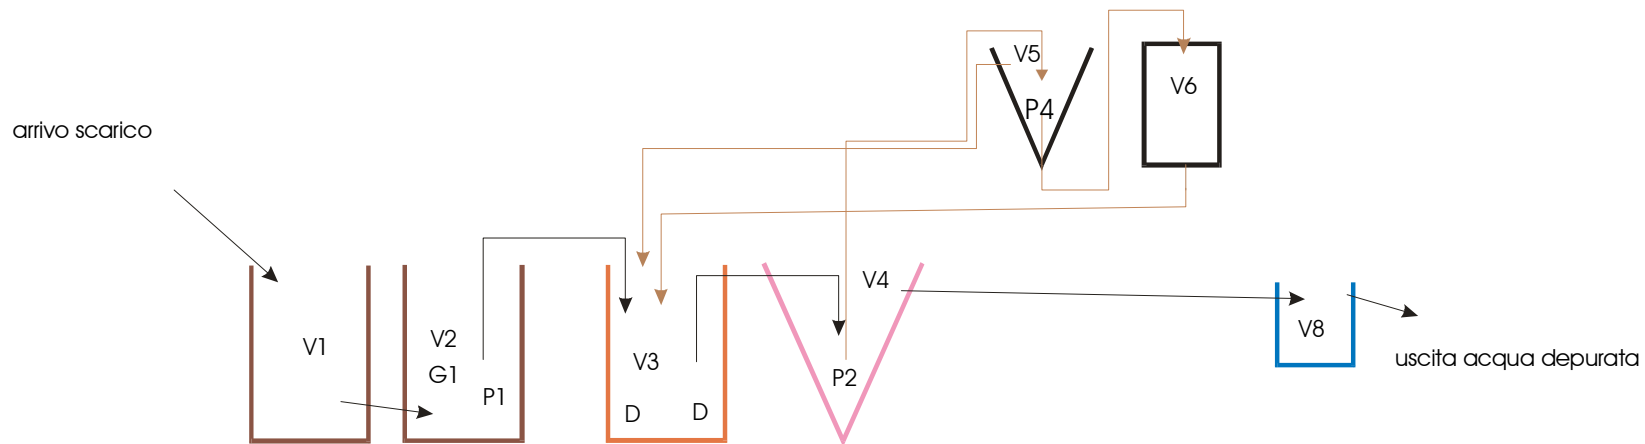 V5
V6
P4
arrivo scarico
V4
V8
V2
V1
uscita acqua depurata
V3
G1
P2
P1
D
D